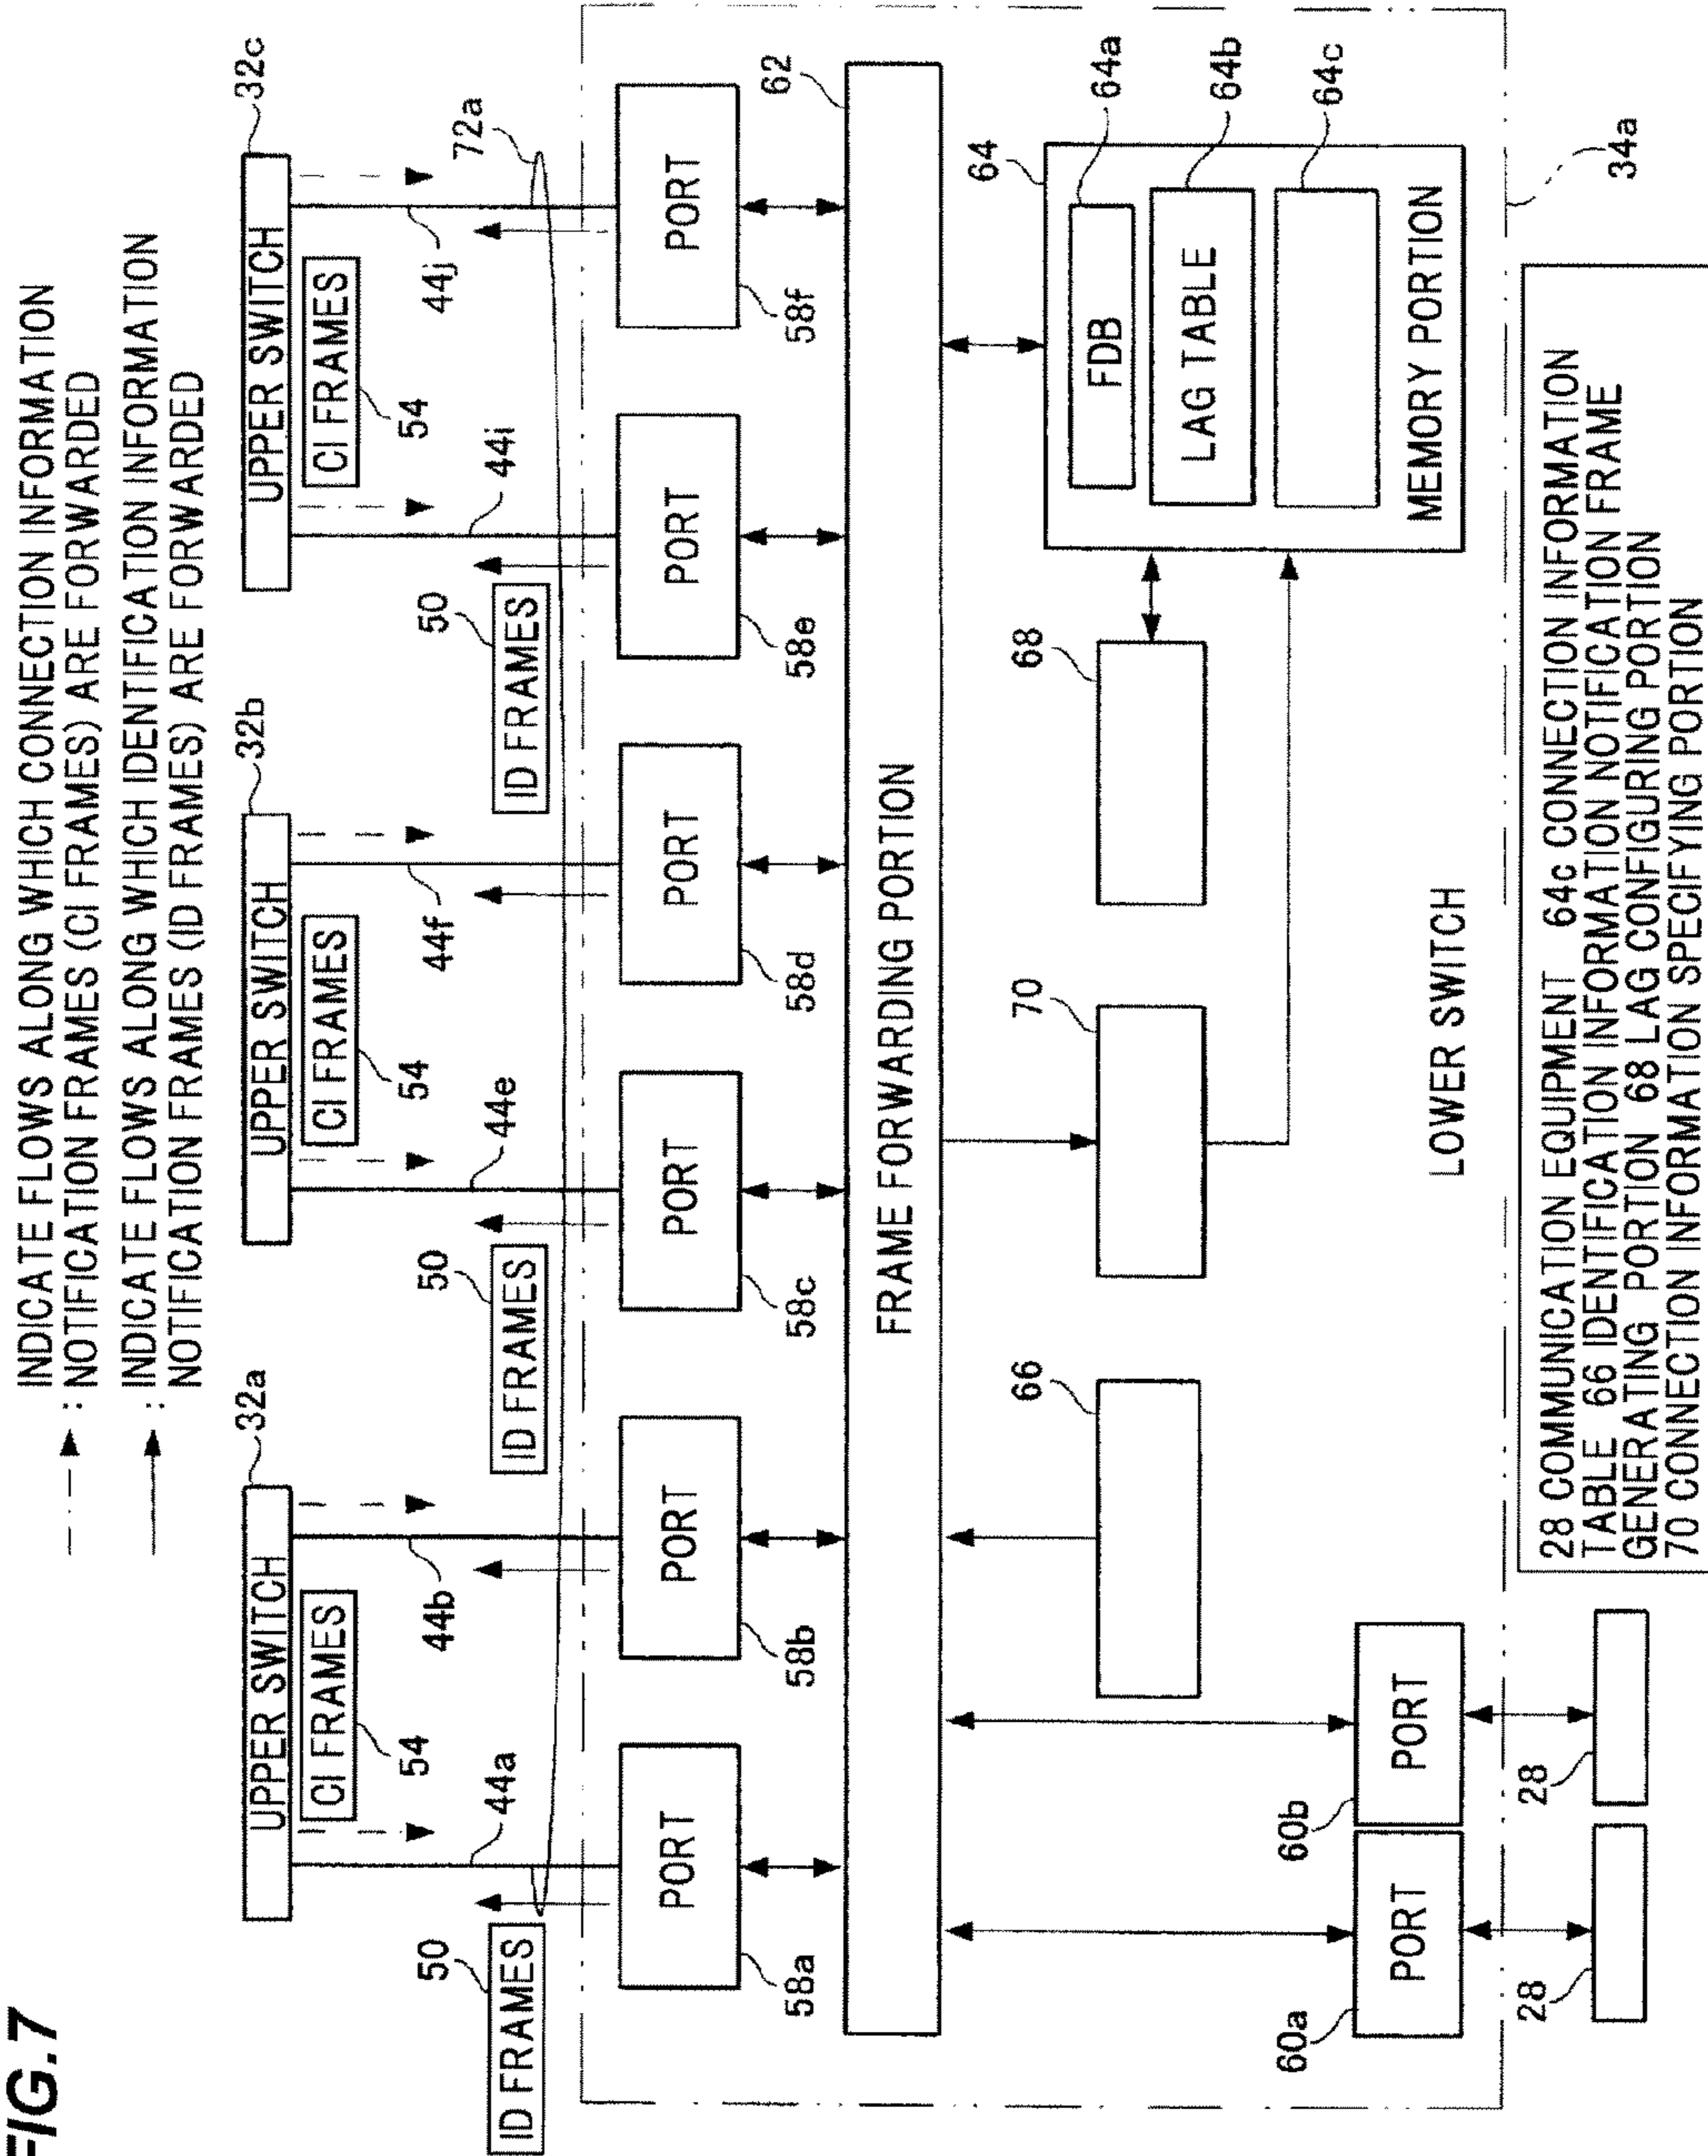 FIG.7
INDICATE FLOWS ALONG WHICH CONNECTION INFORMATION
NOTIFICATION FRAMES (CI FRAMES) ARE FORWARDED
INDICATE FLOWS ALONG WHICH IDENTIFICATION INFORMATION
NOTIFICATION FRAMES (ID FRAMES) ARE FORWARDED
32a
32b
32c
UPPER SWITCH
UPPER SWITCH
UPPER SWITCH
CI FRAMES
CI FRAMES
CI FRAMES
54
54
54
44a
44b
44e
44f
44i
44j
72a
50
50
50
ID FRAMES
ID FRAMES
ID FRAMES
PORT
PORT
PORT
PORT
PORT
PORT
58a
58b
58c
58d
58e
58f
62
FRAME FORWARDING PORTION
66
70
68
64
FDB
64a
LAG TABLE
64b
64c
MEMORY PORTION
60a
60b
PORT
PORT
LOWER SWITCH
34a
28
28
28 COMMUNICATION EQUIPMENT 64c CONNECTION INFORMATION
TABLE 66 IDENTIFICATION INFORMATION NOTIFICATION FRAME
GENERATING PORTION 68 LAG CONFIGURING PORTION
70 CONNECTION INFORMATION SPECIFYING PORTION